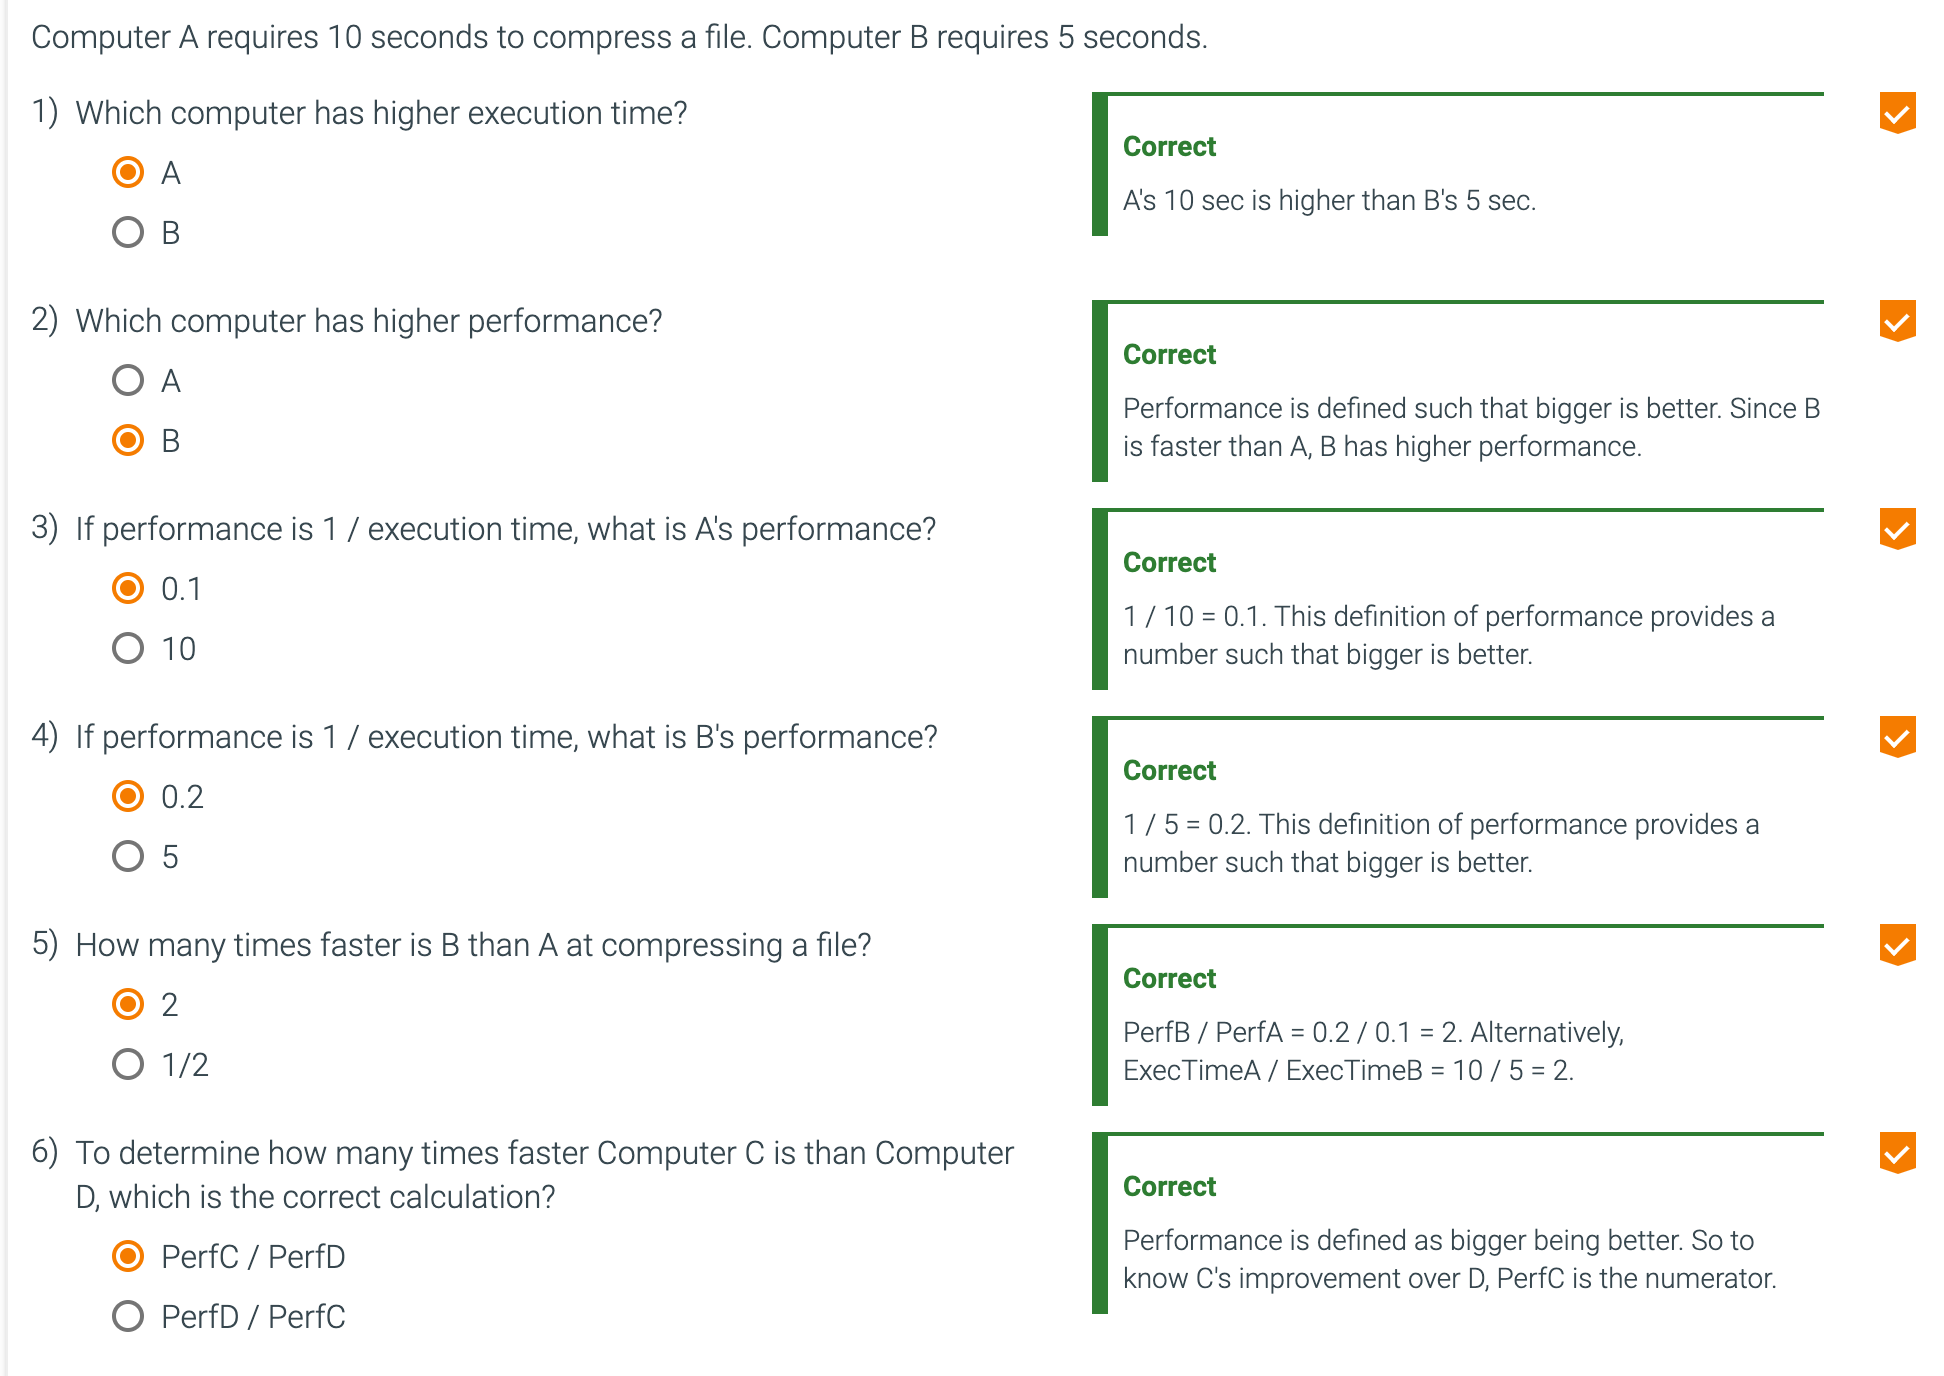 Computer A requires 10 seconds to compress a file. Computer B requires 5 seconds.
1) Which computer has higher execution time?
A
B
Correct
A's 10 sec is higher than B's 5 sec.
2) Which computer has higher performance?
A
B
Correct
Performance is defined such that bigger is better. Since B
is faster than A, B has higher performance.
3) If performance is 1 / execution time, what is A's performance?
0.1
10
Correct
1 / 10 = 0.1. This definition of performance provides a
number such that bigger is better.
4) If performance is 1 / execution time, what is B's performance?
0.2
5
Correct
1 / 5 = 0.2. This definition of performance provides a
number such that bigger is better.
5) How many times faster is B than A at compressing a file?
2
1/2
Correct
PerfB / PerfA = 0.2 / 0.1 = 2. Alternatively,
ExecTimeA / ExecTimeB = 10 / 5 = 2.
6) To determine how many times faster Computer C is than Computer
D, which is the correct calculation?
PerfC / PerfD
PerfD / PerfC
Correct
Performance is defined as bigger being better. So to
know C's improvement over D, PerfC is the numerator.